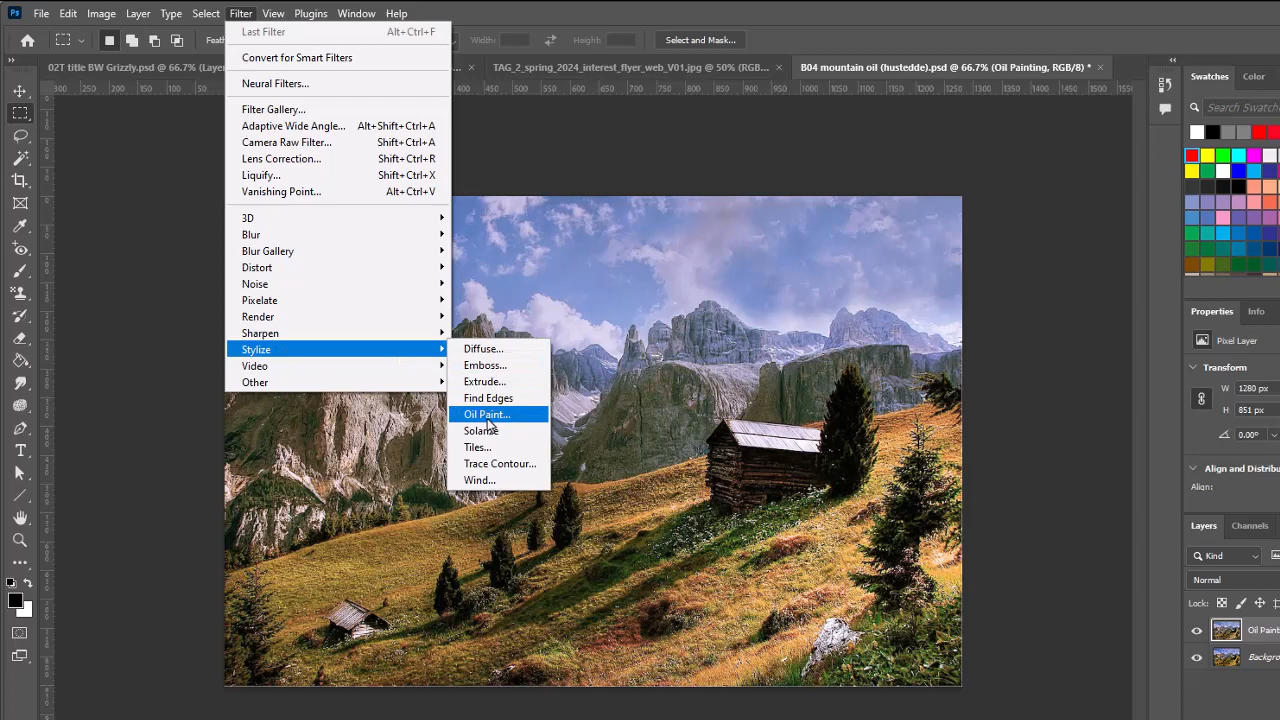 Ps File Edit Image Layer Type Select Filter View Plugins Window Help
Last Filter Alt+Ctrl+F
Feath
Width:
Height:
Select and Mask...
Convert for Smart Filters
02T title BW Grizzly.psd @ 66.7% (Laye
TAG_2_spring_2024_interest_flyer_web_V01.jpg @ 50% (RGB...
B04 mountain oil (hustedde).psd @ 66.7% (Oil Painting, RGB/8) *
Swatches Color
Neural Filters...
300 250 200 150 100 50
400 450 500 550 600 650 700 750 800 850 900 950 1000 1050 1100 1150 1200 1250 1300 1350 1400 1450 1500 1550
Search Swatche
Filter Gallery...
Adaptive Wide Angle... Alt+Shift+Ctrl+A
Camera Raw Filter... Shift+Ctrl+A
Lens Correction... Shift+Ctrl+R
Liquify... Shift+Ctrl+X
Vanishing Point... Alt+Ctrl+V
3D
Blur
Blur Gallery
Distort
Noise
Pixelate
Render
Sharpen
Stylize
Video
Other
Diffuse...
Emboss...
Extrude...
Find Edges
Oil Paint...
Solarize
Tiles...
Trace Contour...
Wind...
Properties Info
Pixel Layer
Transform
W 1280 px
H 851 px
0.00°
Align and Distribu
Align:
Layers Channels
Kind
Normal
Lock:
Oil Paint
Backgro